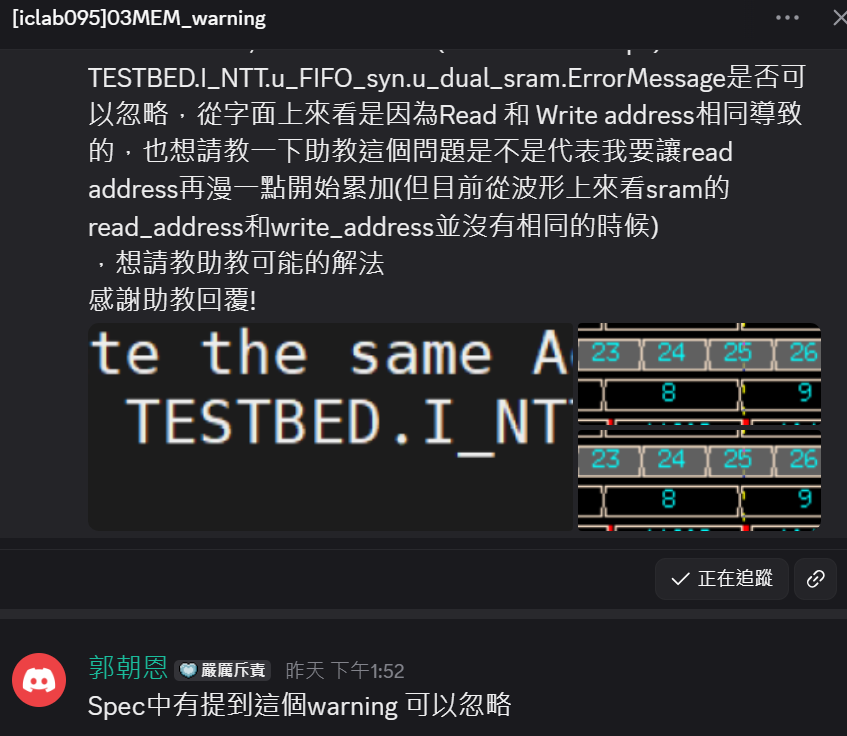 [iclab095]03MEM_warning
TESTBED.I_NTT.u_FIFO_syn.u_dual_sram.ErrorMessage是否可
以忽略，從字面上來看是因為Read 和 Write address相同導致
的，也想請教一下助教這個問題是不是代表我要讓read
address再漫一點開始累加(但目前從波形上來看sram的
read_address和write_address並沒有相同的時候)
，想請教助教可能的解法
感謝助教回覆!
te the same A
TESTBED.I_NT
23 24 25 26
8 9
23 24 25 26
8 9
正在追蹤
郭朝恩 嚴厲斥責 昨天 下午1:52
Spec中有提到這個warning 可以忽略